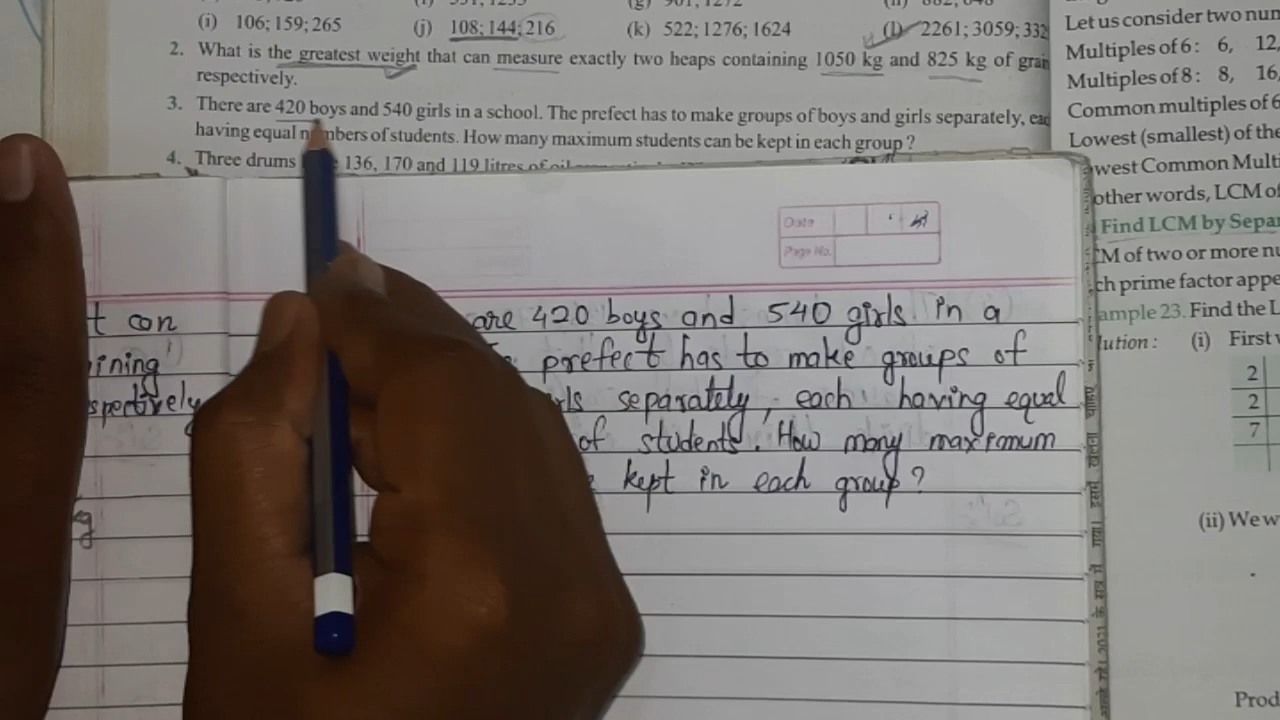 (i) 106; 159; 265 (j) 108; 144; 216 (k) 522; 1276; 1624 (l) 2261; 3059; 332
2. What is the greatest weight that can measure exactly two heaps containing 1050 kg and 825 kg of grai
respectively.
3. There are 420 boys and 540 girls in a school. The prefect has to make groups of boys and girls separately, eac
having equal numbers of students. How many maximum students can be kept in each group ?
4. Three drums 136, 170 and 119 litres of oil
Date
Page No.
t can
ining
spectively
g
are 420 boys and 540 girls in a
prefect has to make groups of
separately, each having equal
of students. How many maximum
kept in each group?
Let us consider two num
Multiples of 6 : 6, 12,
Multiples of 8 : 8, 16,
Common multiples of 6
Lowest (smallest) of the
west Common Multi
other words, LCM of
Find LCM by Separ
M of two or more nu
ch prime factor appe
ample 23. Find the L
lution : (i) First w
2
2
7
(ii) We w
Prod